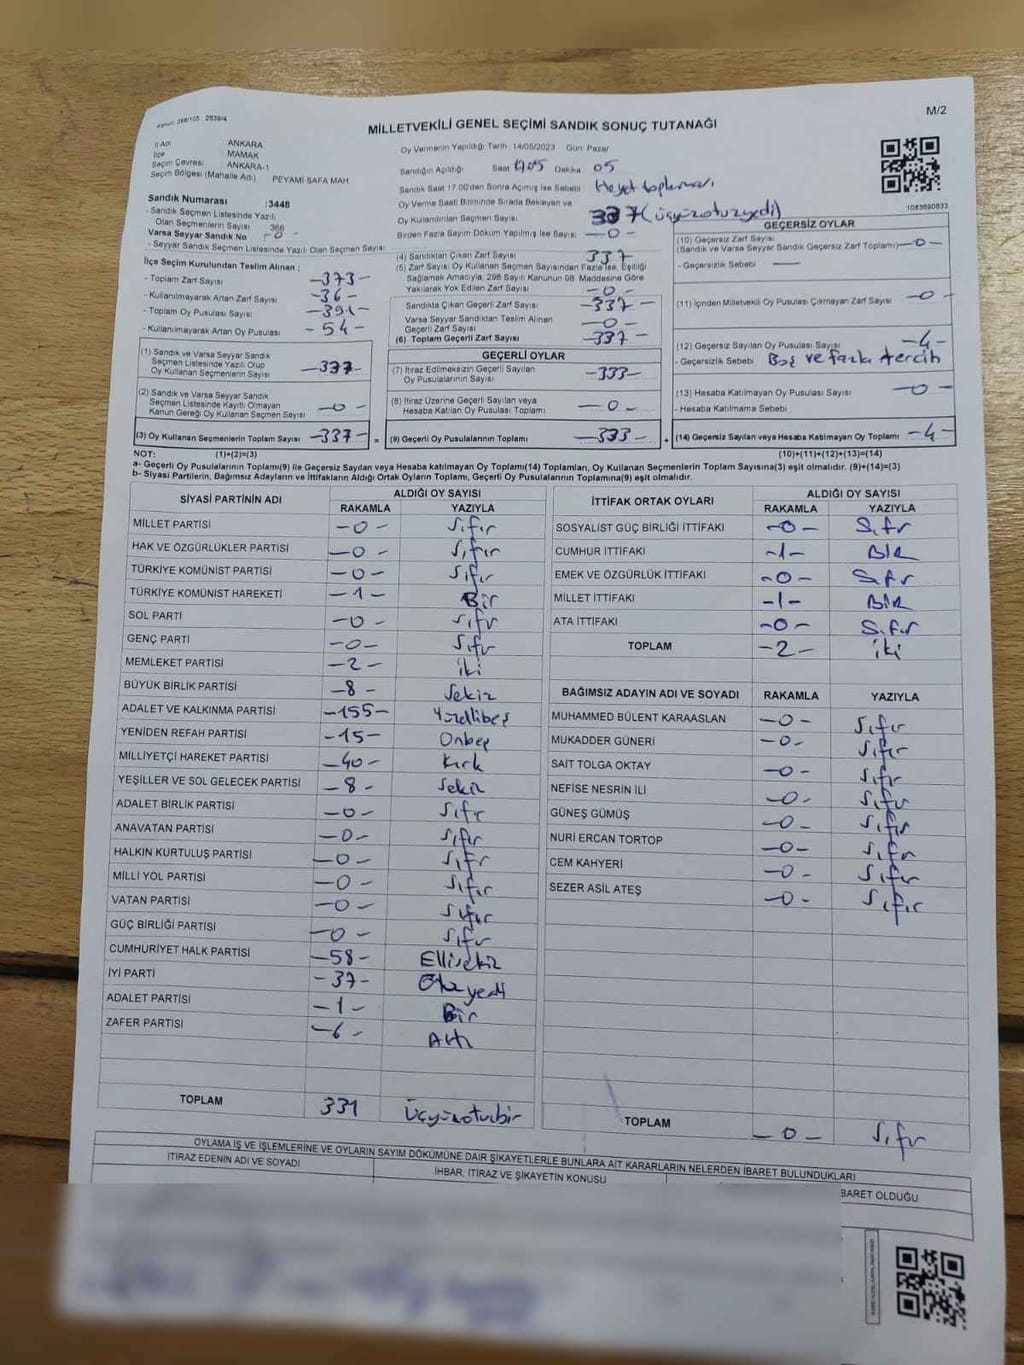 Kanun: 298/105 , 2839/4
M/2
MİLLETVEKİLİ GENEL SEÇİMİ SANDIK SONUÇ TUTANAĞI
İl Adı ANKARA
İlçe MAMAK
Seçim Çevresi ANKARA-1
Seçim Bölgesi (Mahalle Adı) PEYAMİ SAFA MAH.
Oy Vermenin Yapıldığı Tarih :14/05/2023 Gün: Pazar
Sandığın Açıldığı Saat 17.05 Dakika 05
Sandık Saat 17.00'den Sonra Açılmış İse Sebebi Heyet toplaması
Oy Verme Saati Bitiminde Sırada Bekleyen ve
Oy Kullandırılan Seçmen Sayısı 337 (üçyüzotuzyedi)
Birden Fazla Sayım Döküm Yapılmış İse Sayısı -0-
1083690833
Sandık Numarası :3448
- Sandık Seçmen Listesinde Yazılı
Olan Seçmenlerin Sayısı 366
Varsa Seyyar Sandık No -0-
- Seyyar Sandık Listesinde Yazılı Olan Seçmen Sayısı:
İlçe Seçim Kurulundan Teslim Alınan ;
- Toplam Zarf Sayısı -373-
- Kullanılmayarak Artan Zarf Sayısı -36-
- Toplam Oy Pusulası Sayısı -391-
- Kullanılmayarak Artan Oy Pusulası -54-
(1) Sandık ve Varsa Seyyar Sandık
Seçmen Listesinde Yazılı Olup
Oy Kullanan Seçmenlerin Sayısı -337-
(2) Sandık ve Varsa Seyyar Sandık
Seçmen Listesinde Kayıtlı Olmayan
Kanun Gereği Oy Kullanan Seçmen Sayısı -0-
(3) Oy Kullanan Seçmenlerin Toplam Sayısı -337- =
(4) Sandıktan Çıkan Zarf Sayısı 337
(5) Zarf Sayısı Oy Kullanan Seçmen Sayısından Fazla İse, Eşitliği
Sağlamak Amacıyla, 298 Sayılı Kanunun 98. Maddesine Göre
Yakılarak Yok Edilen Zarf Sayısı -0-
Sandıkta Çıkan Geçerli Zarf Sayısı -337-
Varsa Seyyar Sandıktan Teslim Alınan
Geçerli Zarf Sayısı -0-
(6) Toplam Geçerli Zarf Sayısı -337-
GEÇERLİ OYLAR
(7) İtiraz Edilmeksizin Geçerli Sayılan
Oy Pusulalarının Sayısı -333-
(8) İtiraz Üzerine Geçerli Sayılan veya
Hesaba Katılan Oy Pusulası Toplamı -0-
(9) Geçerli Oy Pusulalarının Toplamı -333- +
GEÇERSİZ OYLAR
(10) Geçersiz Zarf Sayısı
(Sandık ve Varsa Seyyar Sandık Geçersiz Zarf Toplamı) -0-
- Geçersizlik Sebebi —
(11) İçinden Milletvekili Oy Pusulası Çıkmayan Zarf Sayısı -0-
(12) Geçersiz Sayılan Oy Pusulası Sayısı -4-
- Geçersizlik Sebebi Boş ve fazla tercih
(13) Hesaba Katılmayan Oy Pusulası Sayısı -0-
- Hesaba Katılmama Sebebi
(14) Geçersiz Sayılan veya Hesaba Katılmayan Oy Toplamı -4-
NOT: (1)+(2)=(3) (10)+(11)+(12)+(13)=(14)
a- Geçerli Oy Pusulalarının Toplamı(9) ile Geçersiz Sayılan veya Hesaba katılmayan Oy Toplamı(14) Toplamları, Oy Kullanan Seçmenlerin Toplam Sayısına(3) eşit olmalıdır. (9)+(14)=(3)
b- Siyasi Partilerin, Bağımsız Adayların ve İttifakların Aldığı Ortak Oyların Toplamı, Geçerli Oy Pusulalarının Toplamına(9) eşit olmalıdır.
SİYASİ PARTİNİN ADI ALDIĞI OY SAYISI
RAKAMLA YAZIYLA
MİLLET PARTİSİ -0- Sıfır
HAK VE ÖZGÜRLÜKLER PARTİSİ -0- Sıfır
TÜRKİYE KOMÜNİST PARTİSİ -0- Sıfır
TÜRKİYE KOMÜNİST HAREKETİ -1- Bir
SOL PARTİ -0- Sıfır
GENÇ PARTİ -0- Sıfır
MEMLEKET PARTİSİ -2- iki
BÜYÜK BİRLİK PARTİSİ -8- Sekiz
ADALET VE KALKINMA PARTİSİ -155- Yüzellibeş
YENİDEN REFAH PARTİSİ -15- Onbeş
MİLLİYETÇİ HAREKET PARTİSİ -40- Kırk
YEŞİLLER VE SOL GELECEK PARTİSİ -8- Sekiz
ADALET BİRLİK PARTİSİ -0- Sıfır
ANAVATAN PARTİSİ -0- Sıfır
HALKIN KURTULUŞ PARTİSİ -0- Sıfır
MİLLİ YOL PARTİSİ -0- Sıfır
VATAN PARTİSİ -0- Sıfır
GÜÇ BİRLİĞİ PARTİSİ -0- Sıfır
CUMHURİYET HALK PARTİSİ -58- Ellisekiz
İYİ PARTİ -37- Otuzyedi
ADALET PARTİSİ -1- Bir
ZAFER PARTİSİ -6- Altı
TOPLAM 331 Üçyüzotuzbir
İTTİFAK ORTAK OYLARI ALDIĞI OY SAYISI
RAKAMLA YAZIYLA
SOSYALİST GÜÇ BİRLİĞİ İTTİFAKI -0- Sıfır
CUMHUR İTTİFAKI -1- BİR
EMEK VE ÖZGÜRLÜK İTTİFAKI -0- Sıfır
MİLLET İTTİFAKI -1- BİR
ATA İTTİFAKI -0- Sıfır
TOPLAM -2- iki
BAĞIMSIZ ADAYIN ADI VE SOYADI RAKAMLA YAZIYLA
MUHAMMED BÜLENT KARAASLAN -0- Sıfır
MUKADDER GÜNERİ -0- Sıfır
SAİT TOLGA OKTAY -0- Sıfır
NEFİSE NESRİN İLİ -0- Sıfır
GÜNEŞ GÜMÜŞ -0- Sıfır
NURİ ERCAN TORTOP -0- Sıfır
CEM KAHYERİ -0- Sıfır
SEZER ASİL ATEŞ -0- Sıfır
TOPLAM -0- Sıfır
OYLAMA İŞ VE İŞLEMLERİNE VE OYLARIN SAYIM DÖKÜMÜNE DAİR ŞİKAYETLERLE BUNLARA AİT KARARLARIN NELERDEN İBARET BULUNDUKLARI
İTİRAZ EDENİN ADI VE SOYADI İHBAR, İTİRAZ VE ŞİKAYETİN KONUSU BARET OLDUĞU